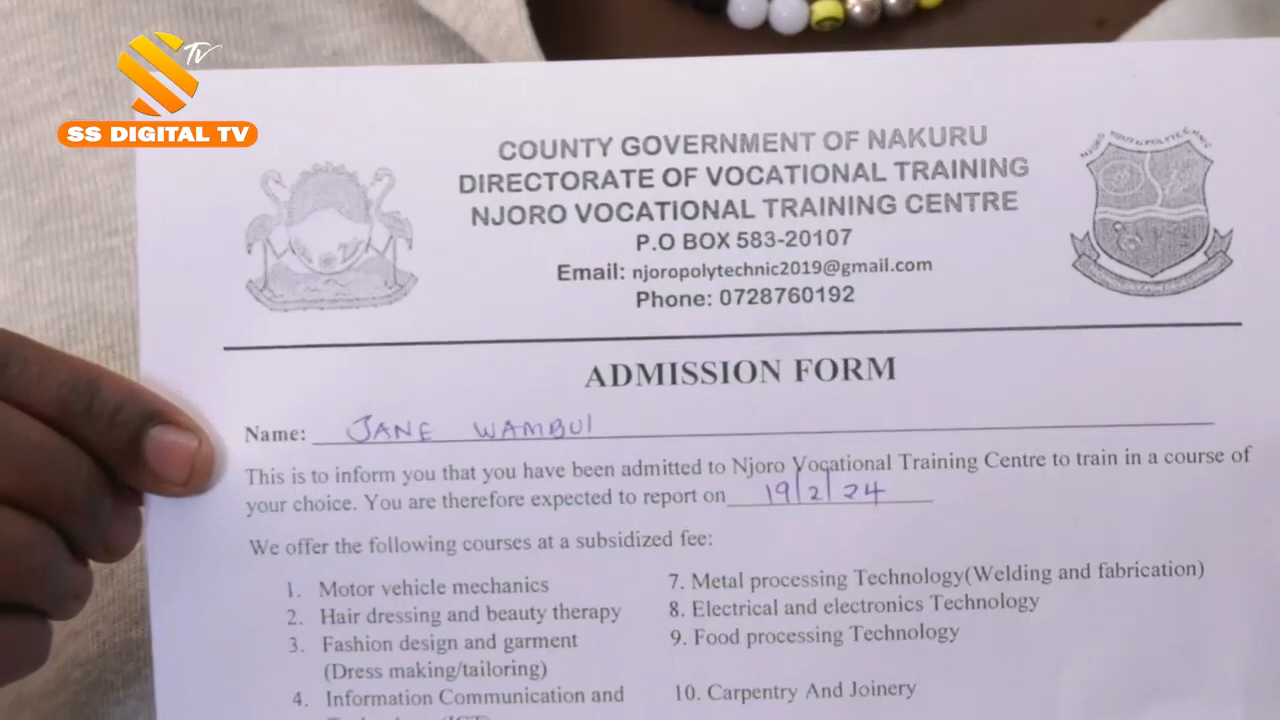 TV
SS DIGITAL TV
COUNTY GOVERNMENT OF NAKURU
DIRECTORATE OF VOCATIONAL TRAINING
NJORO VOCATIONAL TRAINING CENTRE
P.O BOX 583-20107
Email: njoropolytechnic2019@gmail.com
Phone: 0728760192
ADMISSION FORM
Name: JANE WAMBUI
This is to inform you that you have been admitted to Njoro Vocational Training Centre to train in a course of
your choice. You are therefore expected to report on 19/2/24
We offer the following courses at a subsidized fee:
1. Motor vehicle mechanics
2. Hair dressing and beauty therapy
3. Fashion design and garment
(Dress making/tailoring)
4. Information Communication and
7. Metal processing Technology(Welding and fabrication)
8. Electrical and electronics Technology
9. Food processing Technology
10. Carpentry And Joinery